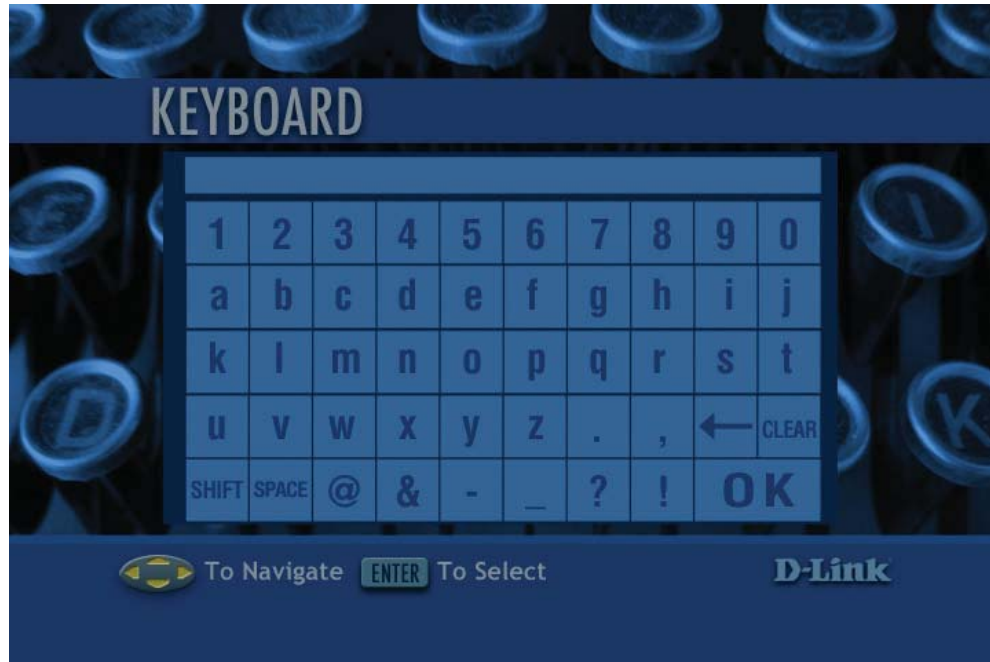 KEYBOARD
1 2 3 4 5 6 7 8 9 0
a b c d e f g h i j
k l m n o p q r s t
u v w x y z . , ← CLEAR
SHIFT SPACE @ & - _ ? ! OK
D K
To Navigate ENTER To Select D-Link